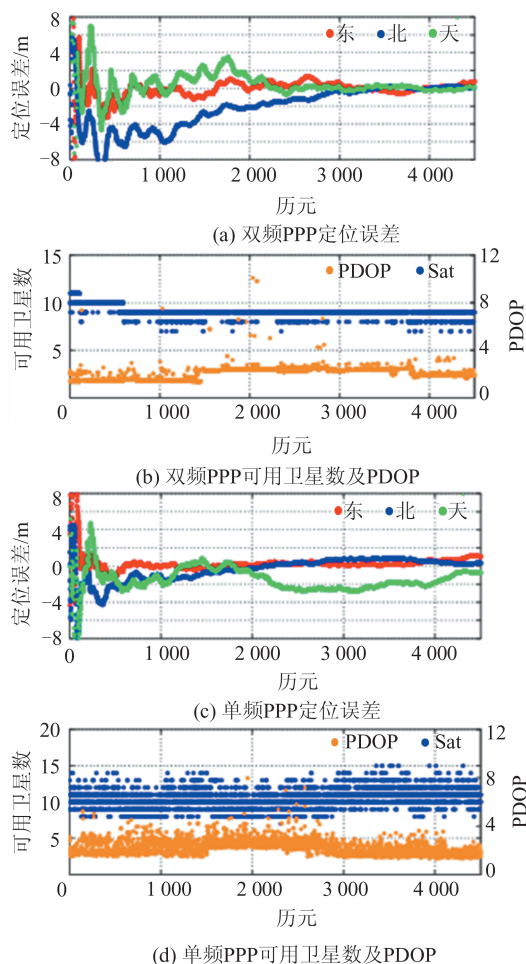 定位误差/m
8
4
0
−4
−8
东 北 天
0 1 000 2 000 3 000 4 000
历元
(a) 双频PPP定位误差
可用卫星数
15
10
5
PDOP Sat
12
8
4
0
PDOP
0 1 000 2 000 3 000 4 000
历元
(b) 双频PPP可用卫星数及PDOP
定位误差/m
8
4
0
−4
−8
东 北 天
0 1 000 2 000 3 000 4 000
历元
(c) 单频PPP定位误差
可用卫星数
20
15
10
5
PDOP Sat
12
8
4
0
PDOP
0 1 000 2 000 3 000 4 000
历元
(d) 单频PPP可用卫星数及PDOP